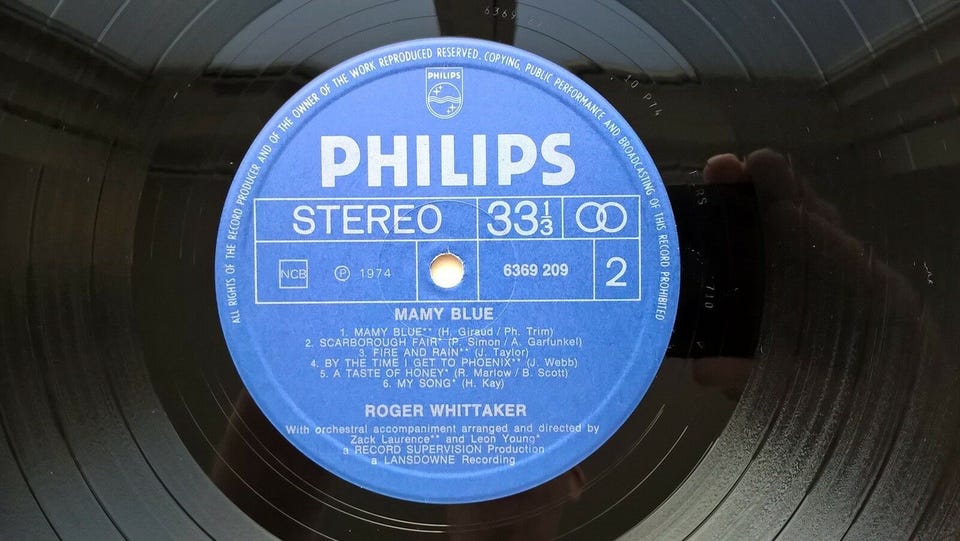 ALL RIGHTS OF THE RECORD PRODUCER AND OF THE OWNER OF THE WORK REPRODUCED RESERVED. COPYING, PUBLIC PERFORMANCE AND BROADCASTING OF THIS RECORD PROHIBITED
PHILIPS
PHILIPS
STEREO 33 1/3
NCB Ⓟ 1974 6369 209 2
MAMY BLUE
1. MAMY BLUE** (H. Giraud / Ph. Trim)
2. SCARBOROUGH FAIR* (P. Simon / A. Garfunkel)
3. FIRE AND RAIN** (J. Taylor)
4. BY THE TIME I GET TO PHOENIX** (J. Webb)
5. A TASTE OF HONEY* (R. Marlow / B. Scott)
6. MY SONG* (H. Kay)
ROGER WHITTAKER
With orchestral accompaniment arranged and directed by
Zack Laurence** and Leon Young*
a RECORD SUPERVISION Production
a LANSDOWNE Recording
6369
710